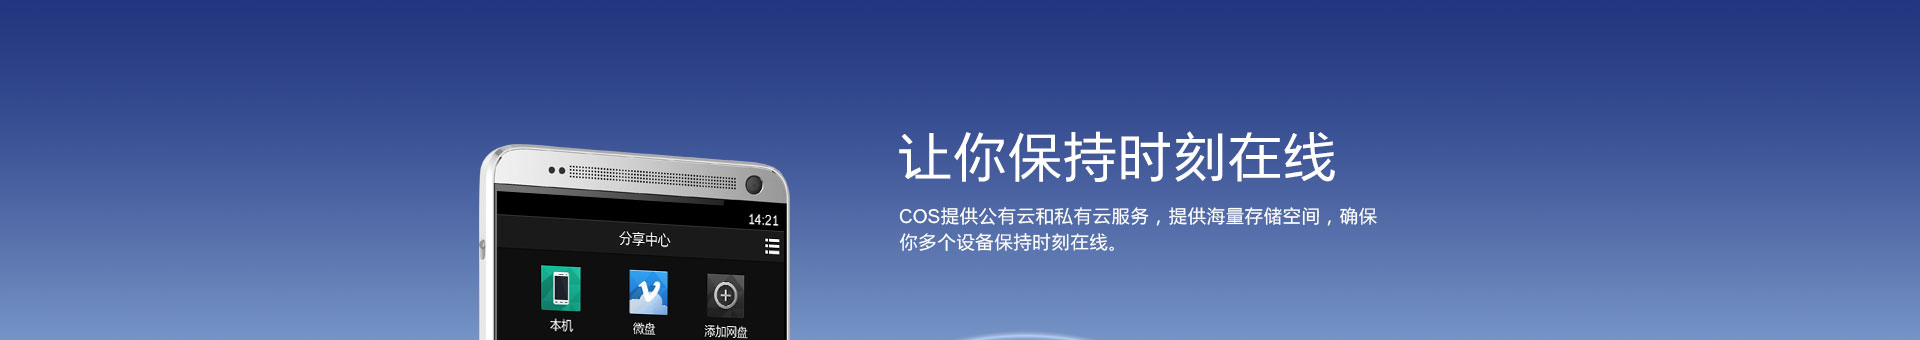 让你保持时刻在线
COS提供公有云和私有云服务，提供海量存储空间，确保
你多个设备保持时刻在线。
14:21
分享中心
本机 微盘 添加网盘